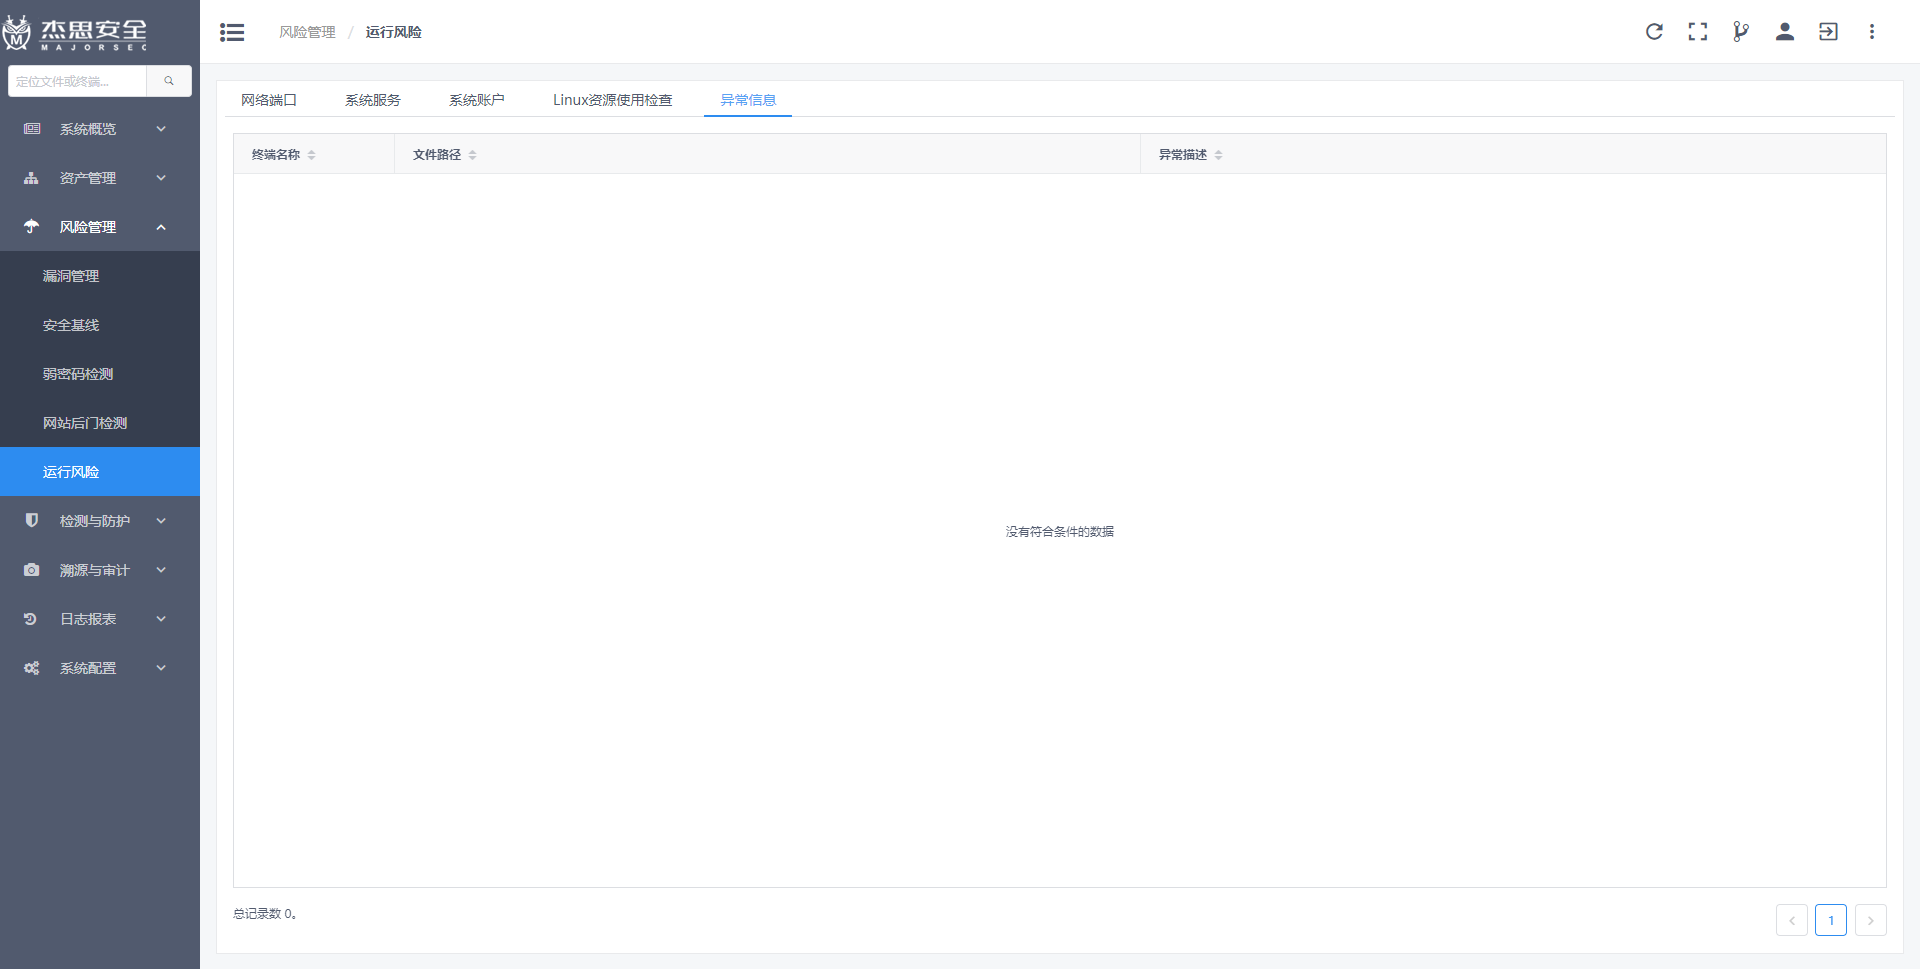 杰思安全
MAJORSEC
定位文件或终端...
系统概览
资产管理
风险管理
漏洞管理
安全基线
弱密码检测
网站后门检测
运行风险
检测与防护
溯源与审计
日志报表
系统配置
风险管理 / 运行风险
网络端口 系统服务 系统账户 Linux资源使用检查 异常信息
终端名称 文件路径 异常描述
没有符合条件的数据
总记录数 0。
1